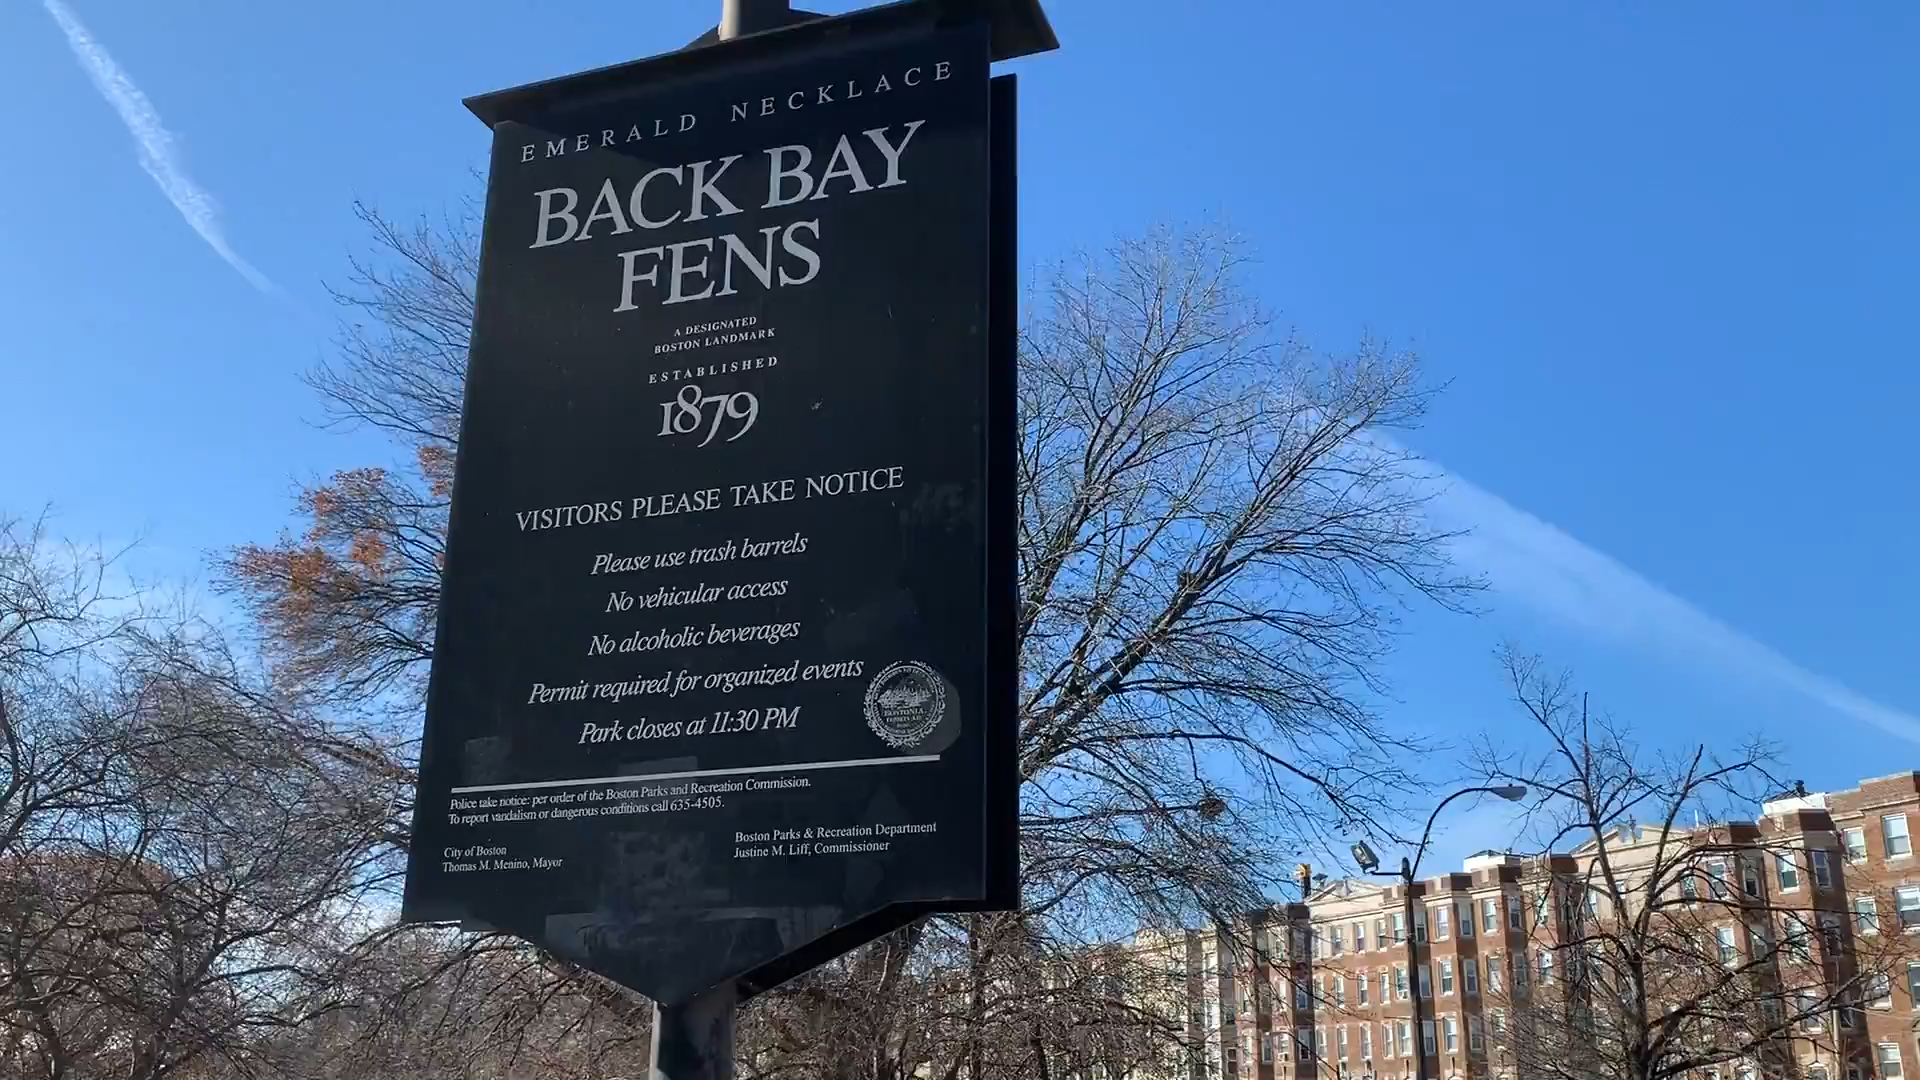 EMERALD NECKLACE
BACK BAY
FENS
A DESIGNATED
BOSTON LANDMARK
ESTABLISHED
1879
VISITORS PLEASE TAKE NOTICE
Please use trash barrels
No vehicular access
No alcoholic beverages
Permit required for organized events
Park closes at 11:30 PM
BOSTONIA
Police take notice: per order of the Boston Parks and Recreation Commission.
To report vandalism or dangerous conditions call 635-4505.
City of Boston
Thomas M. Menino, Mayor
Boston Parks & Recreation Department
Justine M. Liff, Commissioner